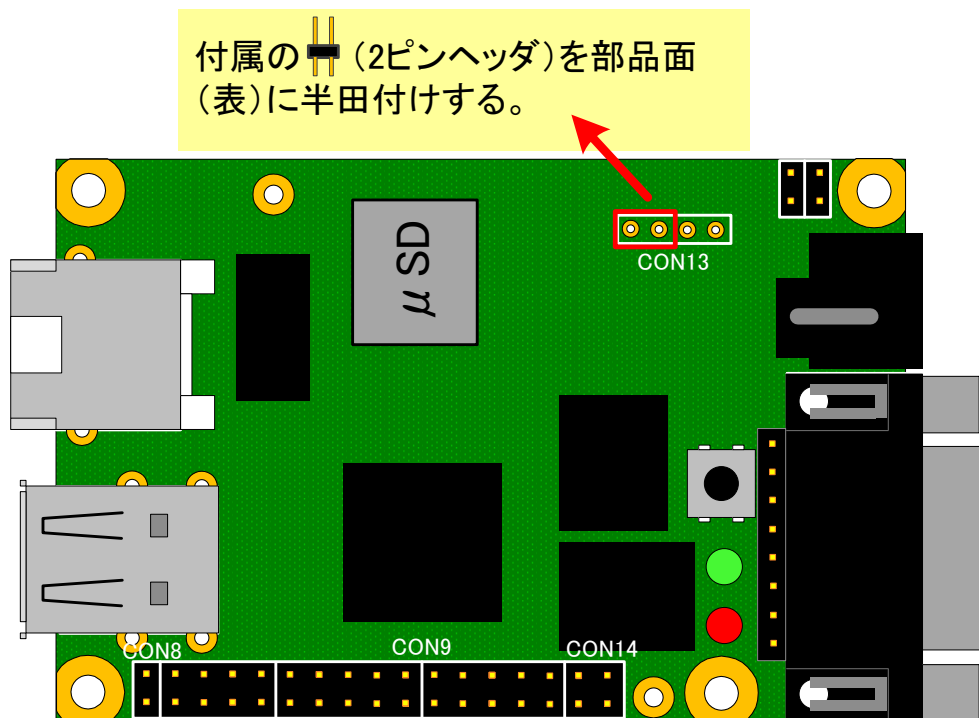 付属の（2ピンヘッダ）を部品面
（表）に半田付けする。
μSD
CON13
CON8
CON9
CON14